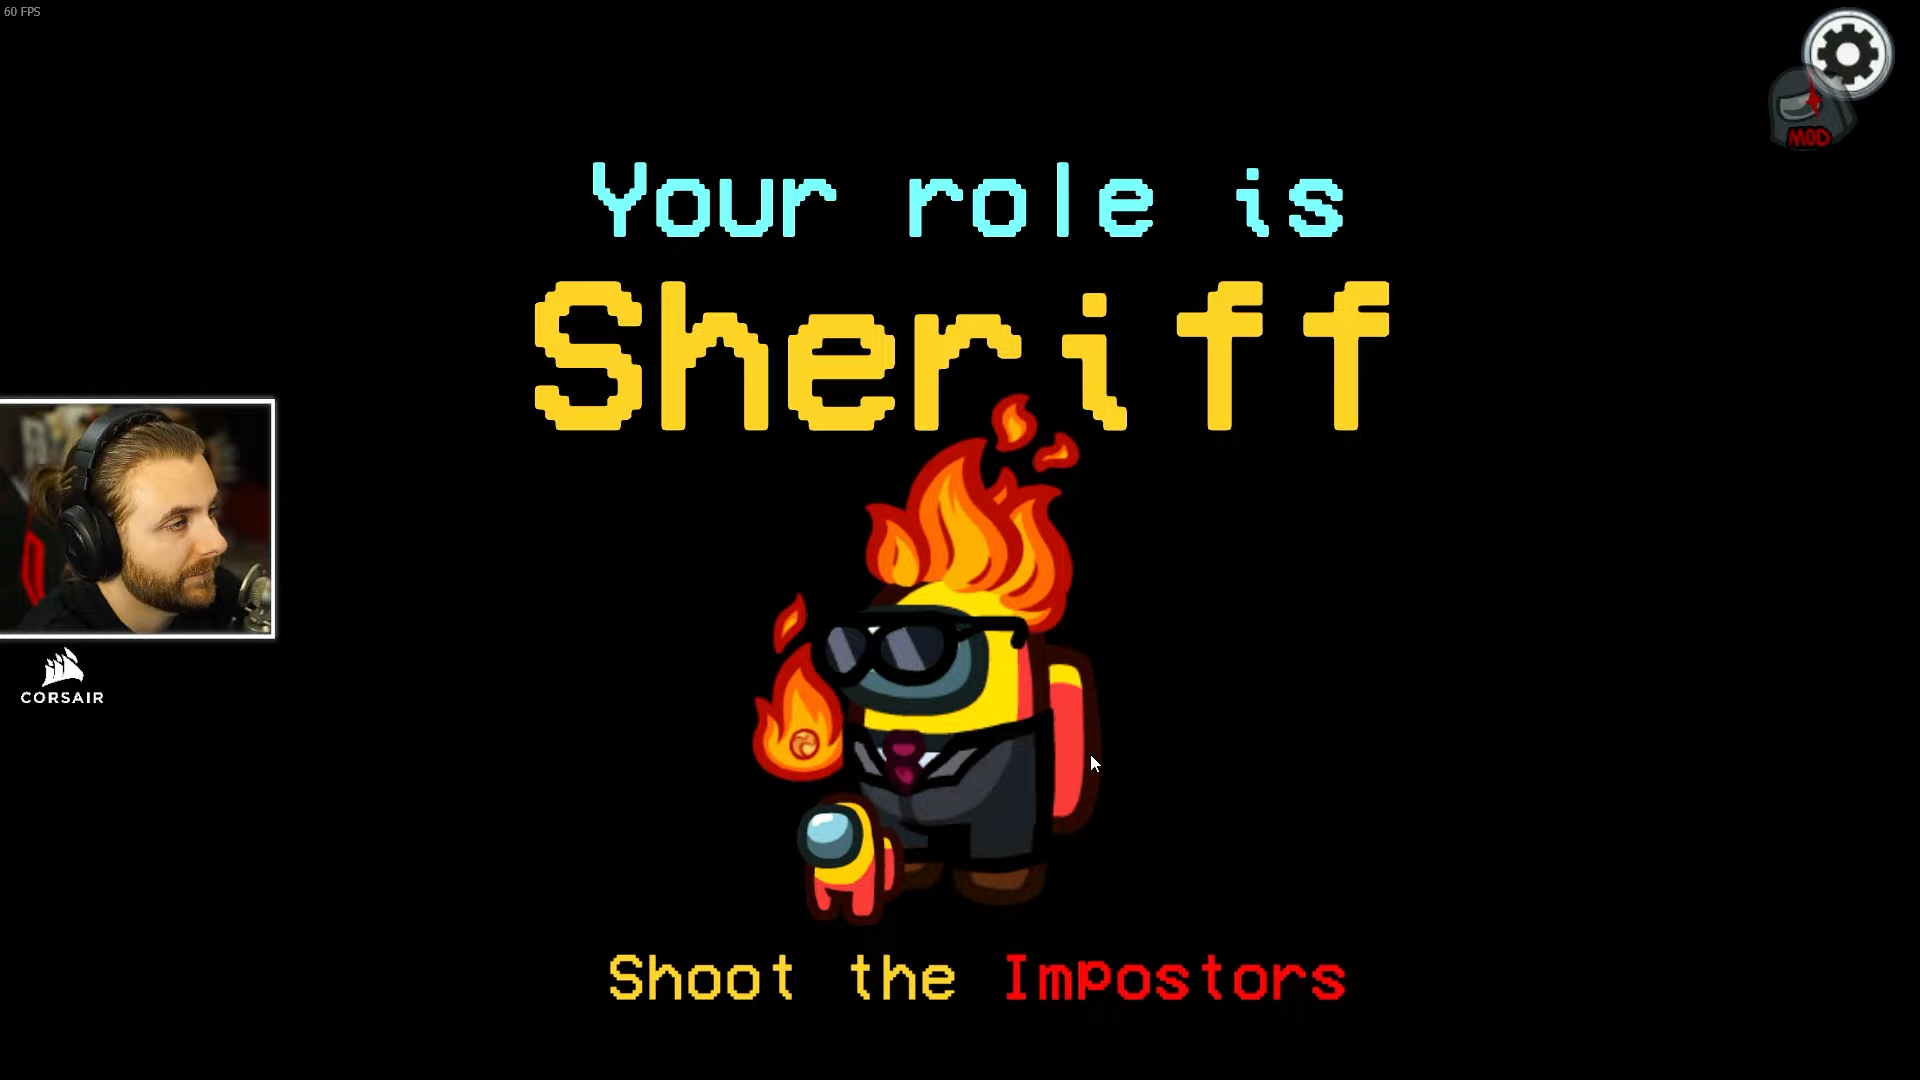 60 FPS
MOD
Your role is
Sheriff
CORSAIR
Shoot the Impostors